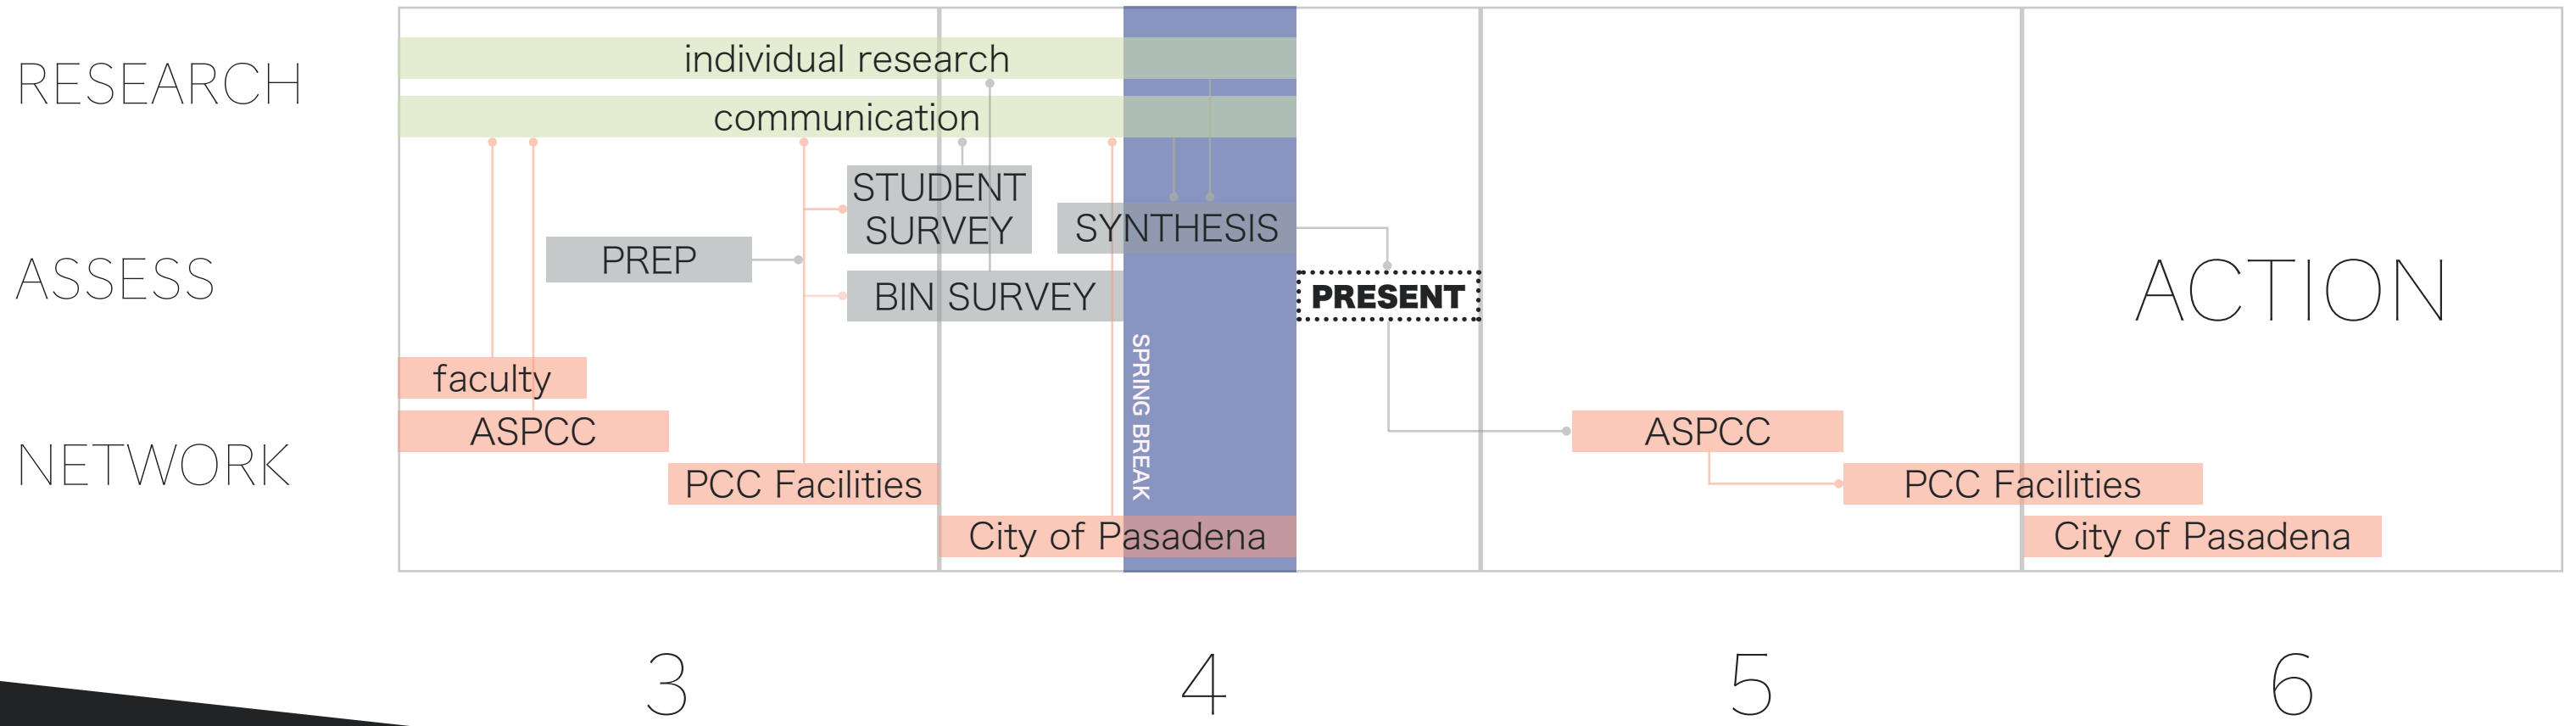 RESEARCH
individual research
communication
ASSESS
STUDENT
SURVEY
PREP
BIN SURVEY
SYNTHESIS
PRESENT
ACTION
SPRING BREAK
NETWORK
faculty
ASPCC
PCC Facilities
City of Pasadena
ASPCC
PCC Facilities
City of Pasadena
3
4
5
6